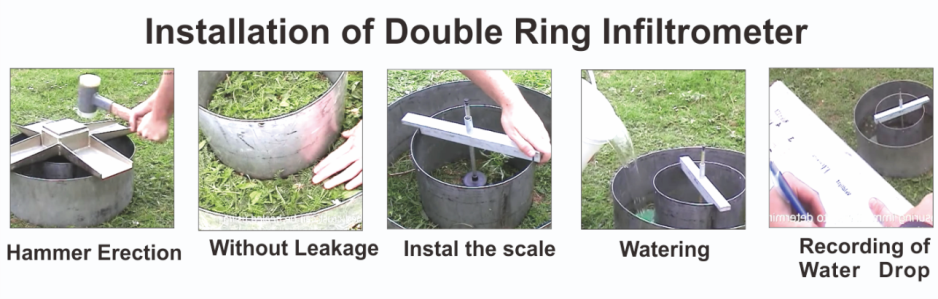 Installation of Double Ring Infiltrometer
Hammer Erection
Without Leakage
Instal the scale
Watering
Recording of
Water Drop